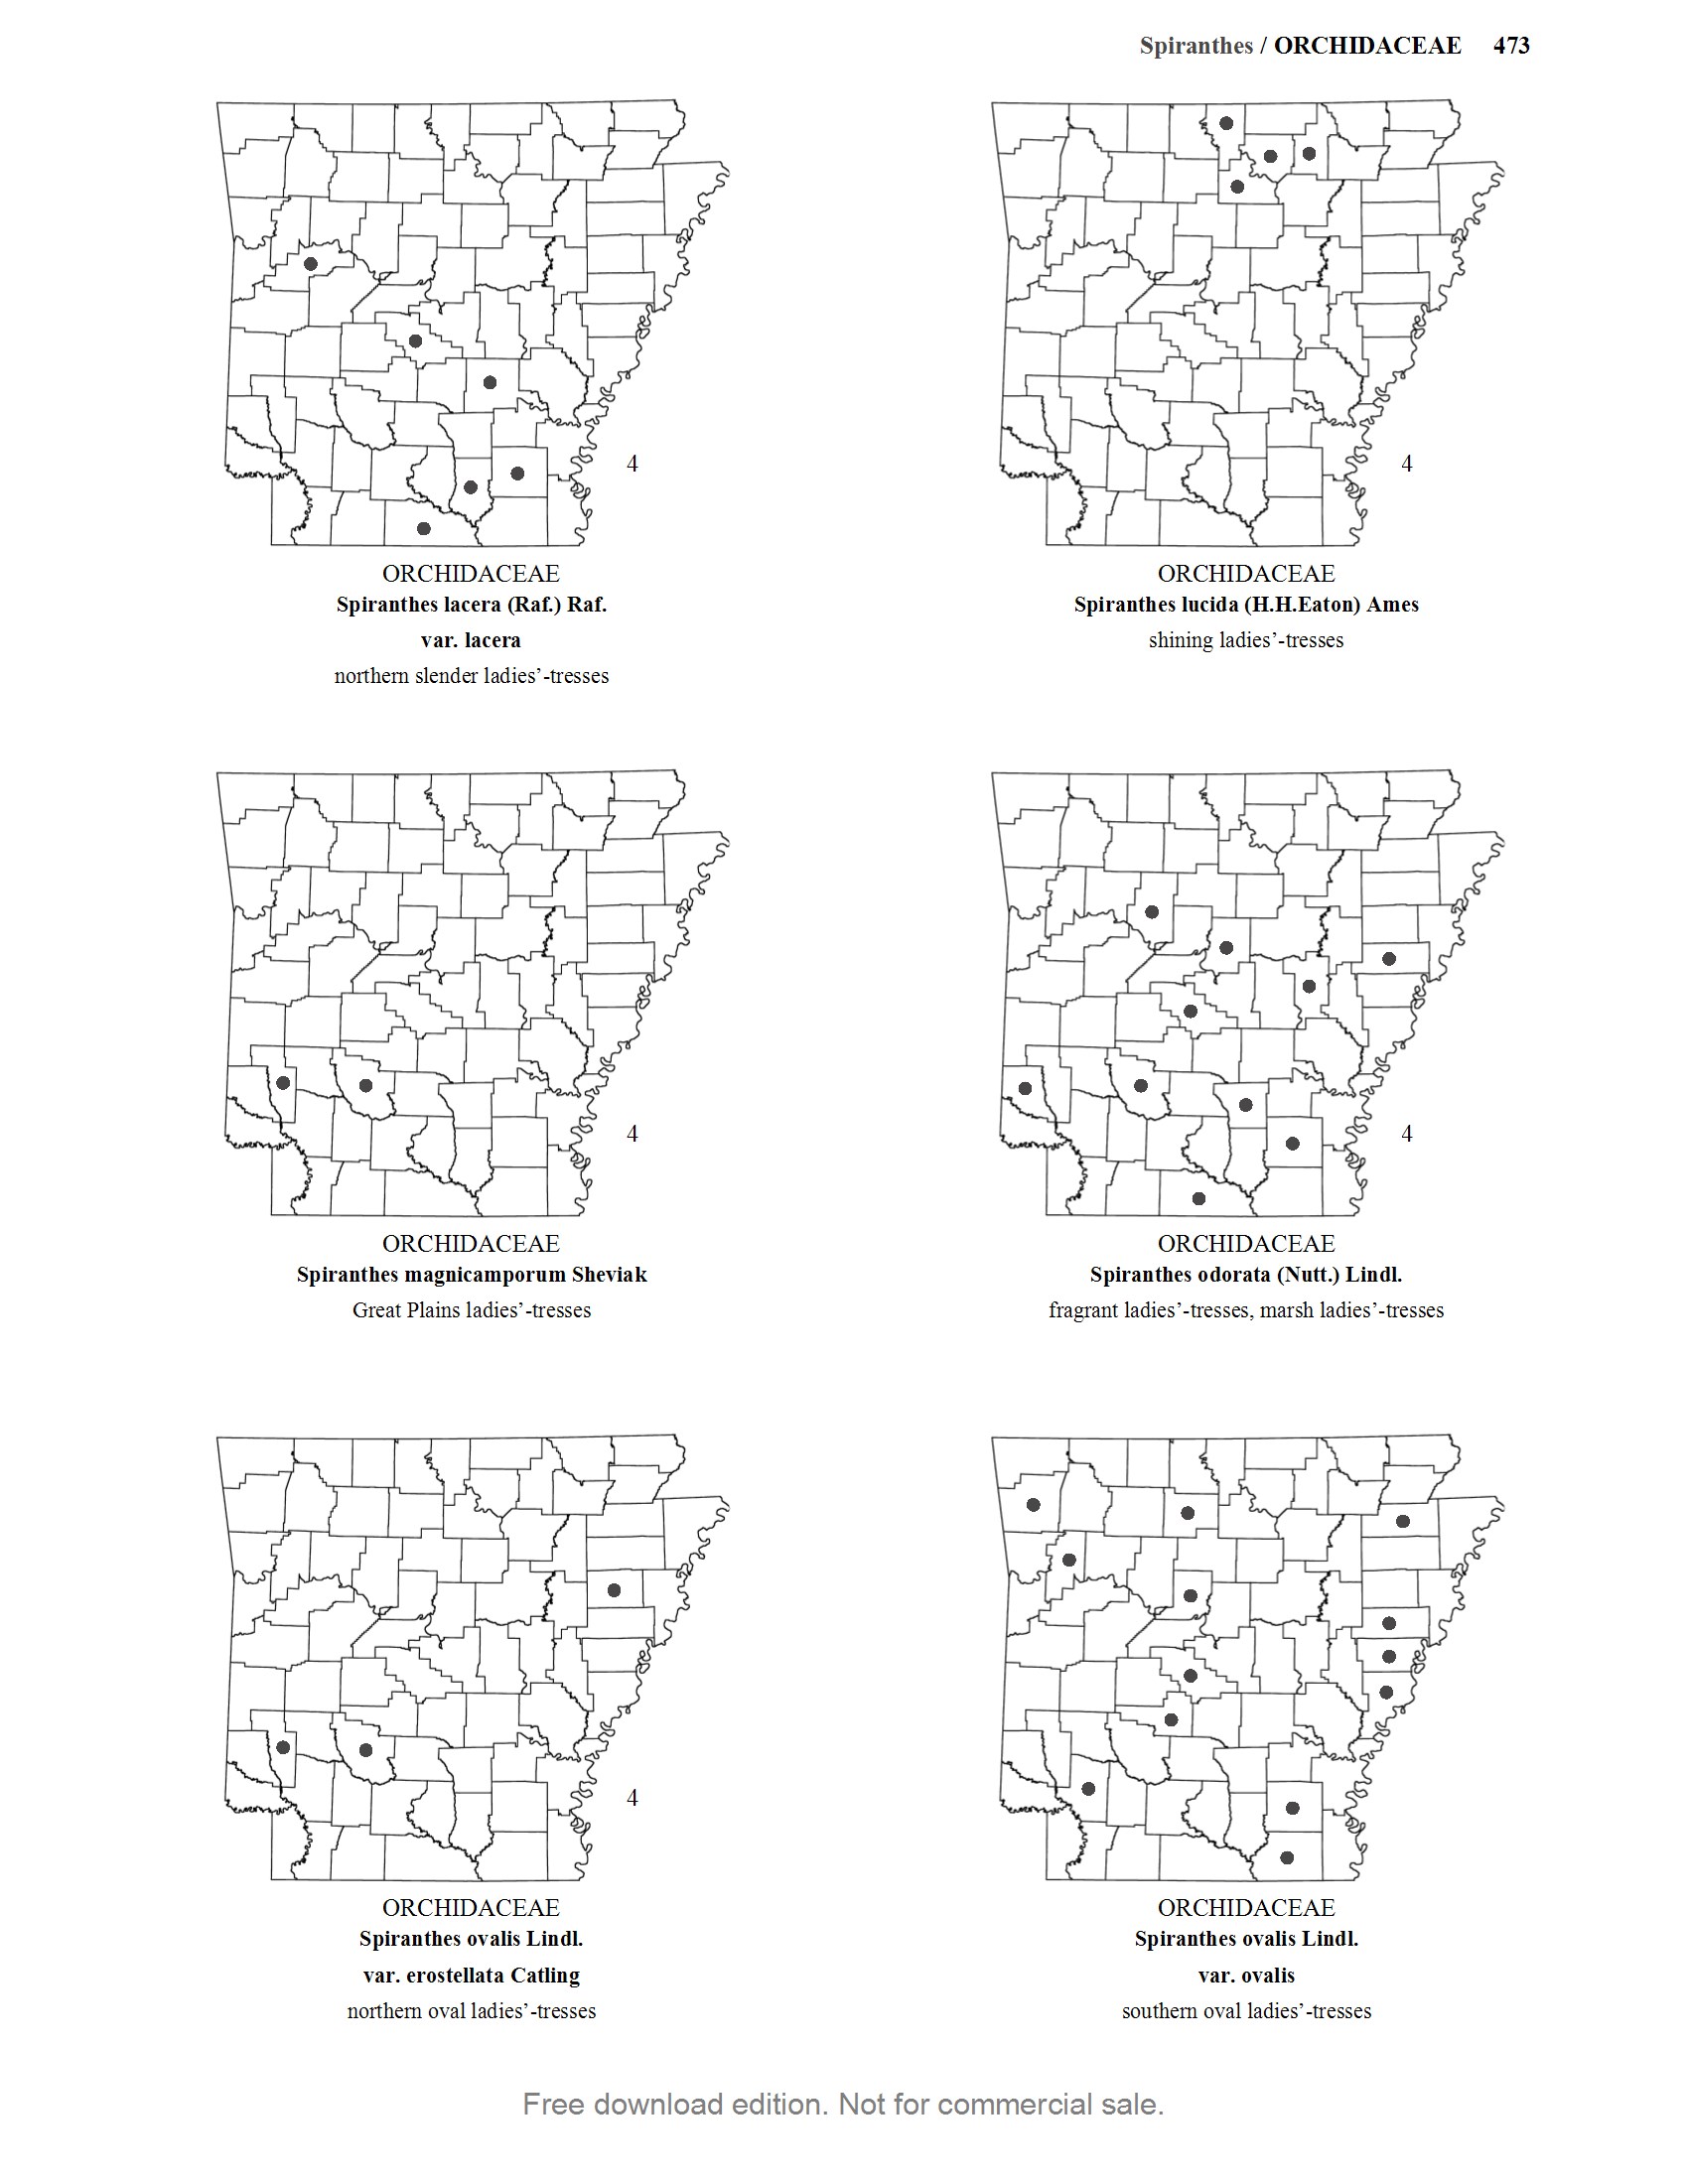 Spiranthes / ORCHIDACEAE 473
4
ORCHIDACEAE
Spiranthes lacera (Raf.) Raf.
var. lacera
northern slender ladies’-tresses
4
ORCHIDACEAE
Spiranthes lucida (H.H.Eaton) Ames
shining ladies’-tresses
4
ORCHIDACEAE
Spiranthes magnicamporum Sheviak
Great Plains ladies’-tresses
4
ORCHIDACEAE
Spiranthes odorata (Nutt.) Lindl.
fragrant ladies’-tresses, marsh ladies’-tresses
4
ORCHIDACEAE
Spiranthes ovalis Lindl.
var. erostellata Catling
northern oval ladies’-tresses
ORCHIDACEAE
Spiranthes ovalis Lindl.
var. ovalis
southern oval ladies’-tresses
Free download edition. Not for commercial sale.